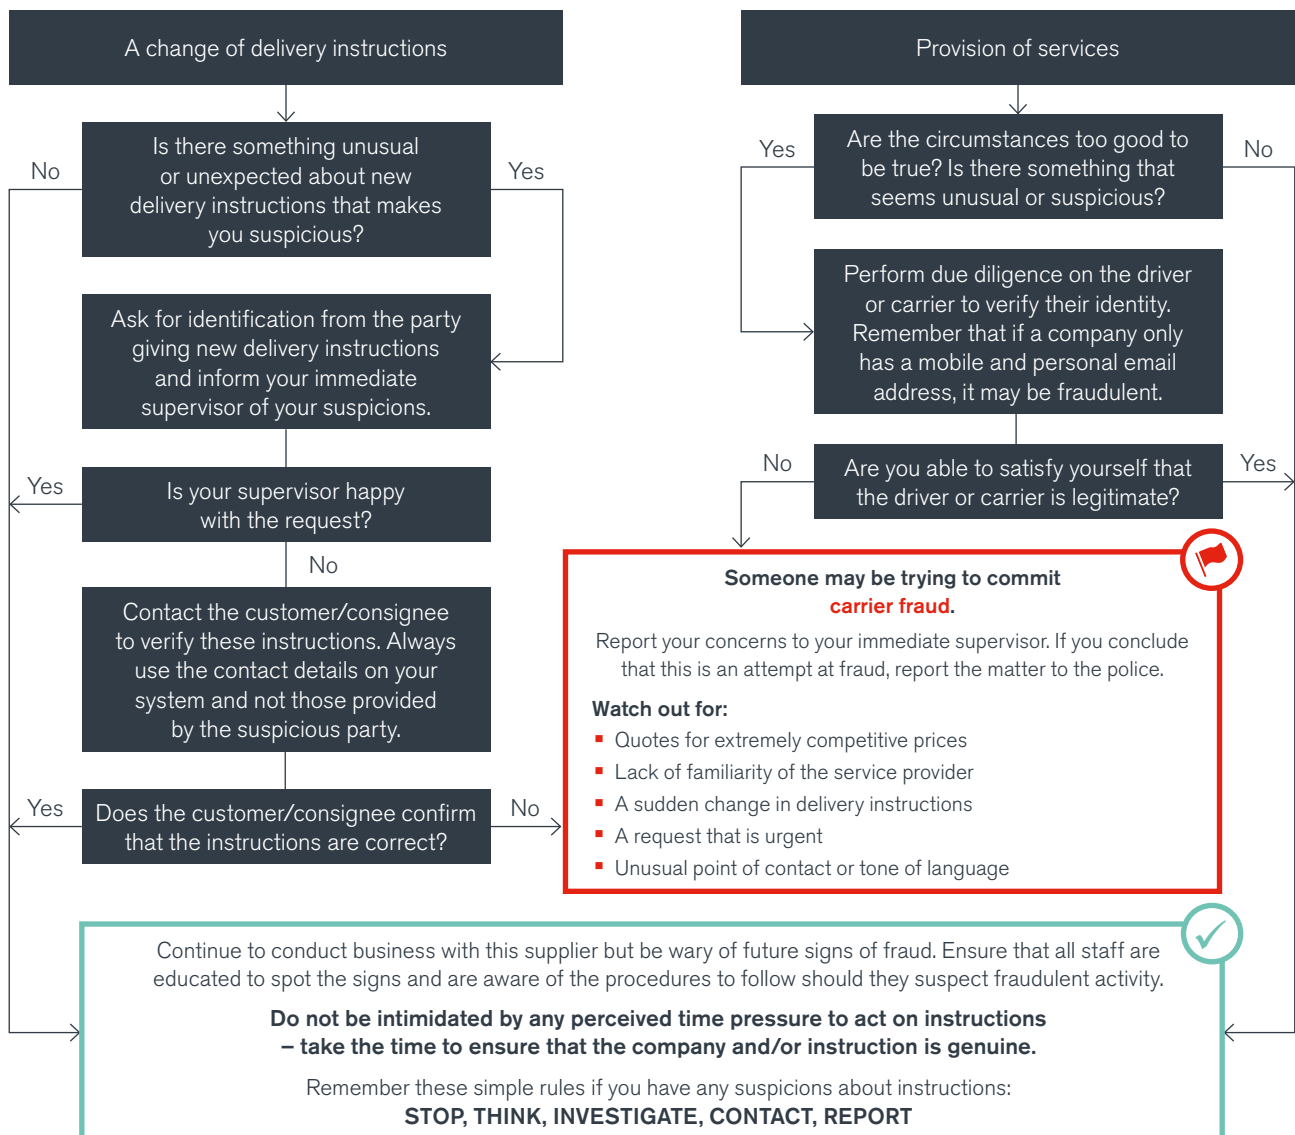 A change of delivery instructions
Is there something unusual
or unexpected about new
delivery instructions that makes
you suspicious?
No
Yes
Ask for identification from the party
giving new delivery instructions
and inform your immediate
supervisor of your suspicions.
Yes
Is your supervisor happy
with the request?
No
Contact the customer/consignee
to verify these instructions. Always
use the contact details on your
system and not those provided
by the suspicious party.
Yes
Does the customer/consignee confirm
that the instructions are correct?
No
Provision of services
Yes
Are the circumstances too good to
be true? Is there something that
seems unusual or suspicious?
No
Perform due diligence on the driver
or carrier to verify their identity.
Remember that if a company only
has a mobile and personal email
address, it may be fraudulent.
No
Are you able to satisfy yourself that
the driver or carrier is legitimate?
Yes
Someone may be trying to commit
carrier fraud.
Report your concerns to your immediate supervisor. If you conclude
that this is an attempt at fraud, report the matter to the police.
Watch out for:
Quotes for extremely competitive prices
Lack of familiarity of the service provider
A sudden change in delivery instructions
A request that is urgent
Unusual point of contact or tone of language
Continue to conduct business with this supplier but be wary of future signs of fraud. Ensure that all staff are
educated to spot the signs and are aware of the procedures to follow should they suspect fraudulent activity.
Do not be intimidated by any perceived time pressure to act on instructions
– take the time to ensure that the company and/or instruction is genuine.
Remember these simple rules if you have any suspicions about instructions:
STOP, THINK, INVESTIGATE, CONTACT, REPORT